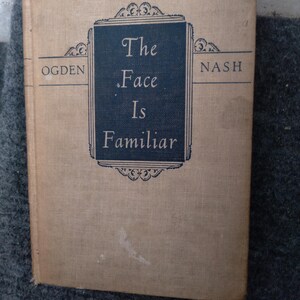 The
Face
Is
Familiar
OGDEN NASH